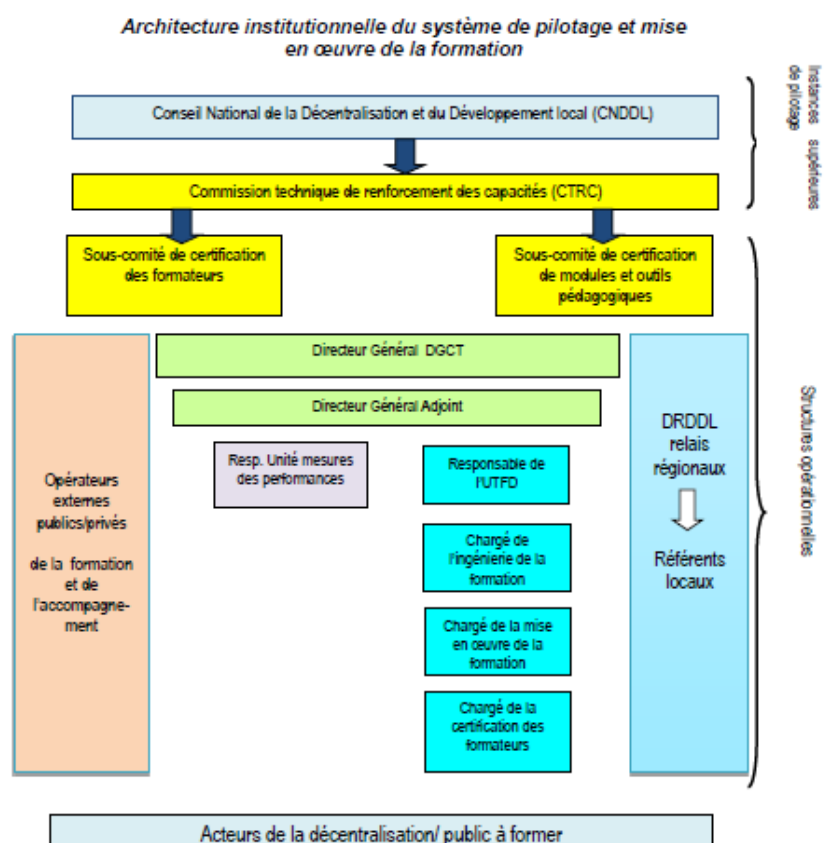 Architecture institutionnelle du système de pilotage et mise
en œuvre de la formation
Instances supérieures
de pilotage
Conseil National de la Décentralisation et du Développement local (CNDDL)
Commission technique de renforcement des capacités (CTRC)
Sous-comité de certification
des formateurs
Sous-comité de certification
de modules et outils
pédagogiques
Directeur Général DGCT
Directeur Général Adjoint
Resp. Unité mesures
des performances
Responsable de
l'UTFD
Chargé de
l'ingénierie de la
formation
Chargé de la mise
en œuvre de la
formation
Chargé de la
certification des
formateurs
Opérateurs
externes
publics/privés
de la formation
et de
l'accompagne-
ment
DRDDL
relais
régionaux
Référents
locaux
Structures opérationnelles
Acteurs de la décentralisation/ public à former